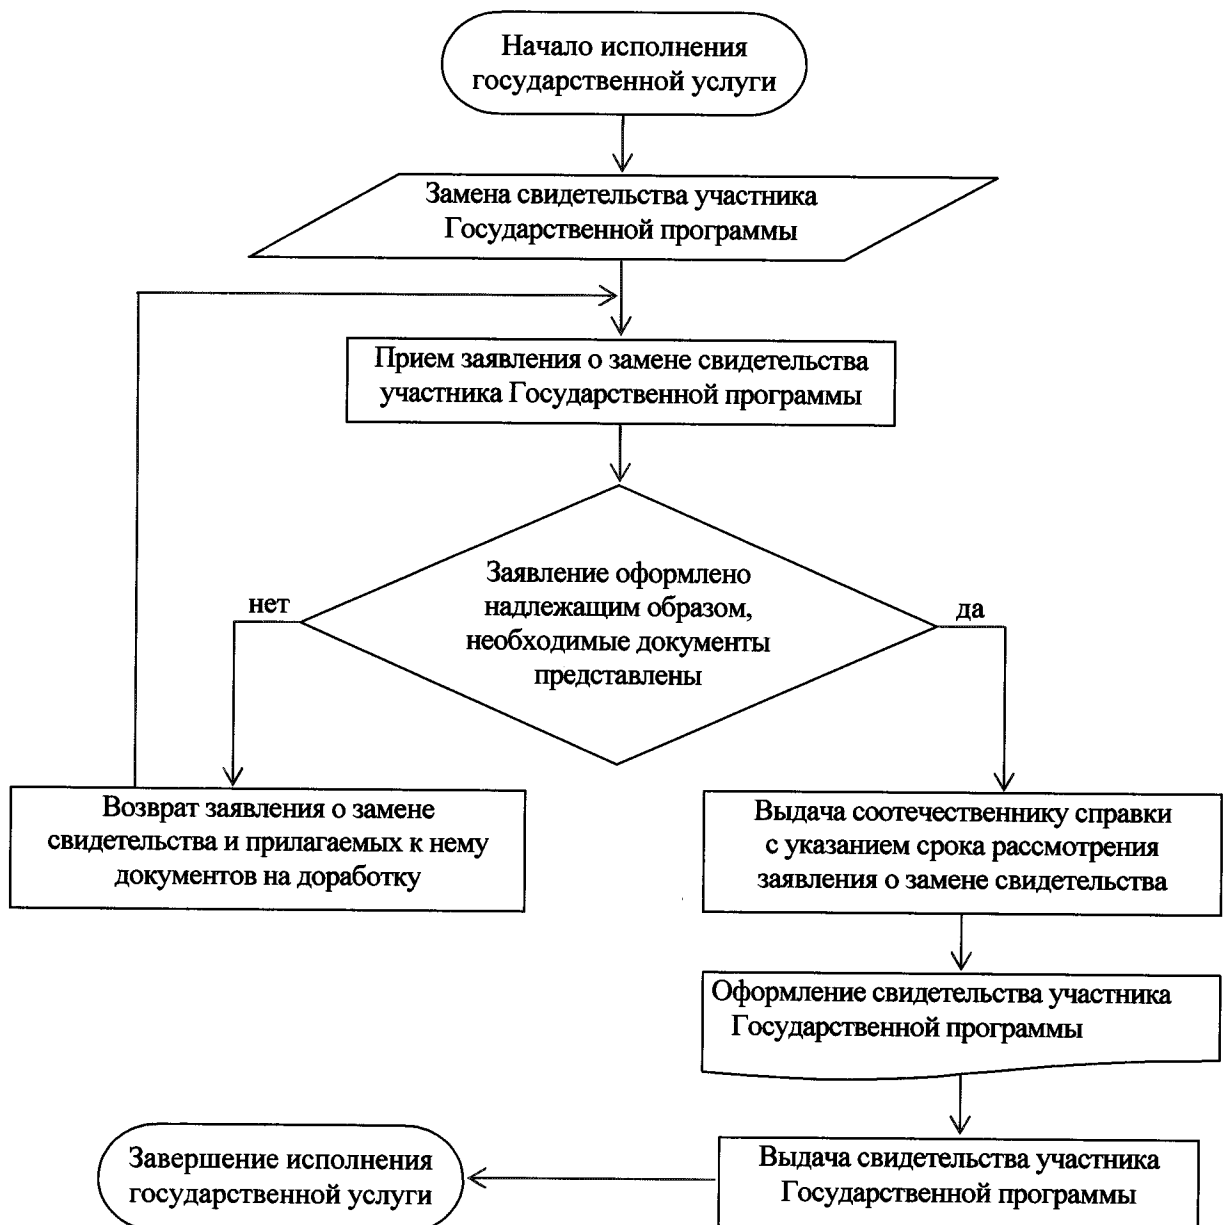 Начало исполнения
государственной услуги
Замена свидетельства участника
Государственной программы
Прием заявления о замене свидетельства
участника Государственной программы
Заявление оформлено
надлежащим образом,
необходимые документы
представлены
нет
да
Возврат заявления о замене
свидетельства и прилагаемых к нему
документов на доработку
Выдача соотечественнику справки
с указанием срока рассмотрения
заявления о замене свидетельства
Оформление свидетельства участника
Государственной программы
Выдача свидетельства участника
Государственной программы
Завершение исполнения
государственной услуги